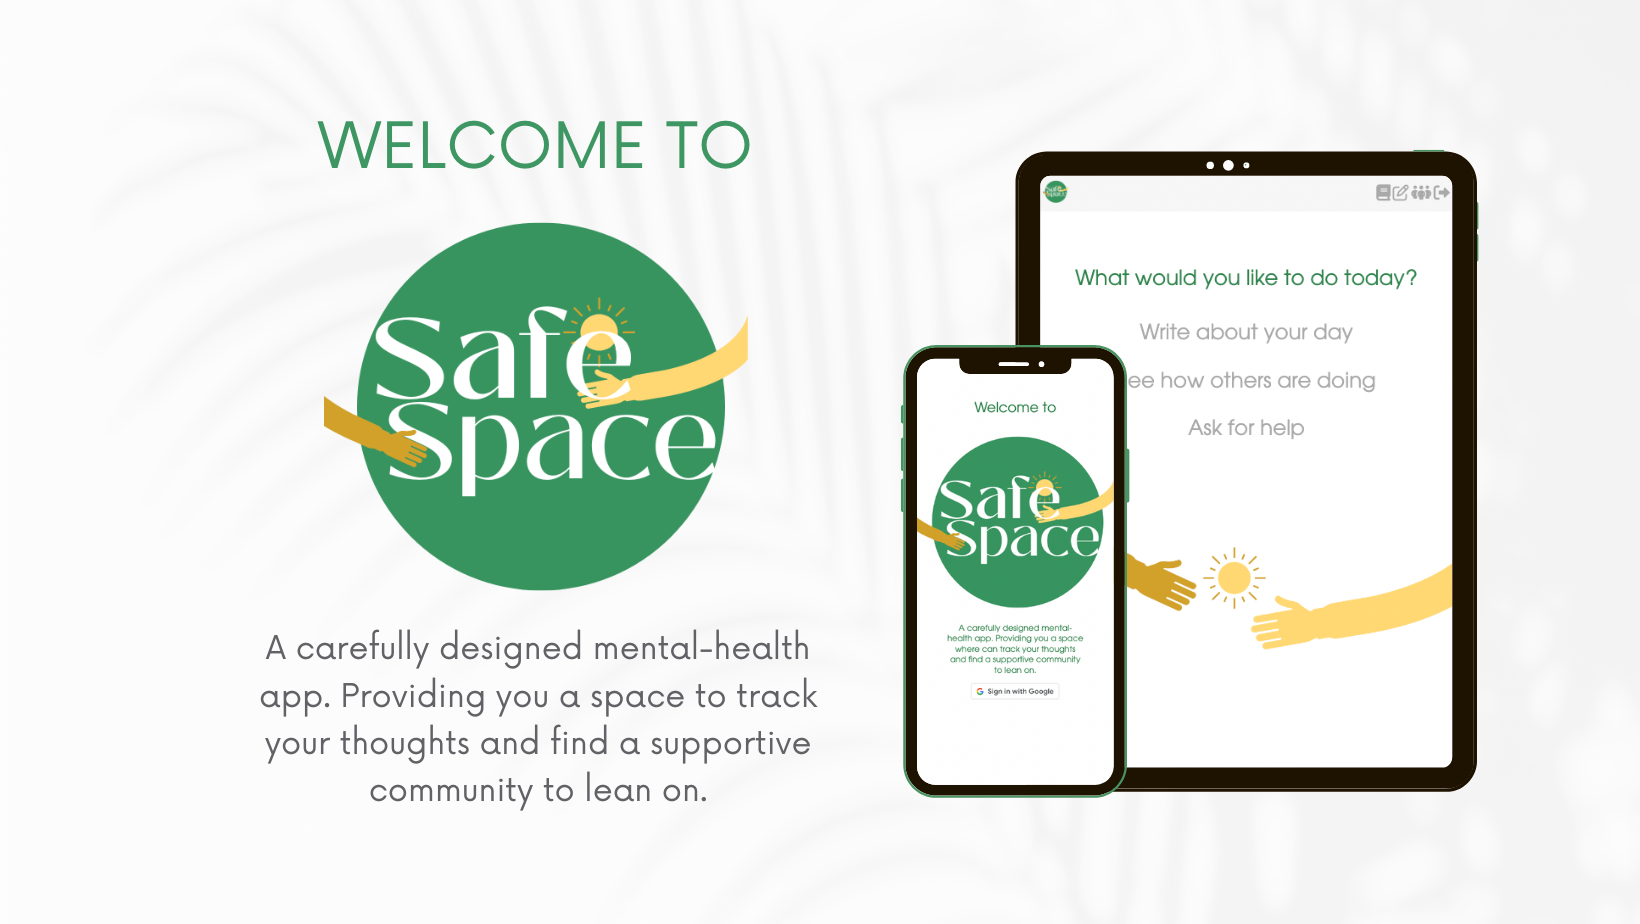 WELCOME TO
Safe
Space
A carefully designed mental-health
app. Providing you a space to track
your thoughts and find a supportive
community to lean on.
Safe
Space
What would you like to do today?
Write about your day
ee how others are doing
Ask for help
Welcome to
Safe
Space
A carefully designed mental-
health app. Providing you a space
where can track your thoughts
and find a supportive community
to lean on.
Sign in with Google